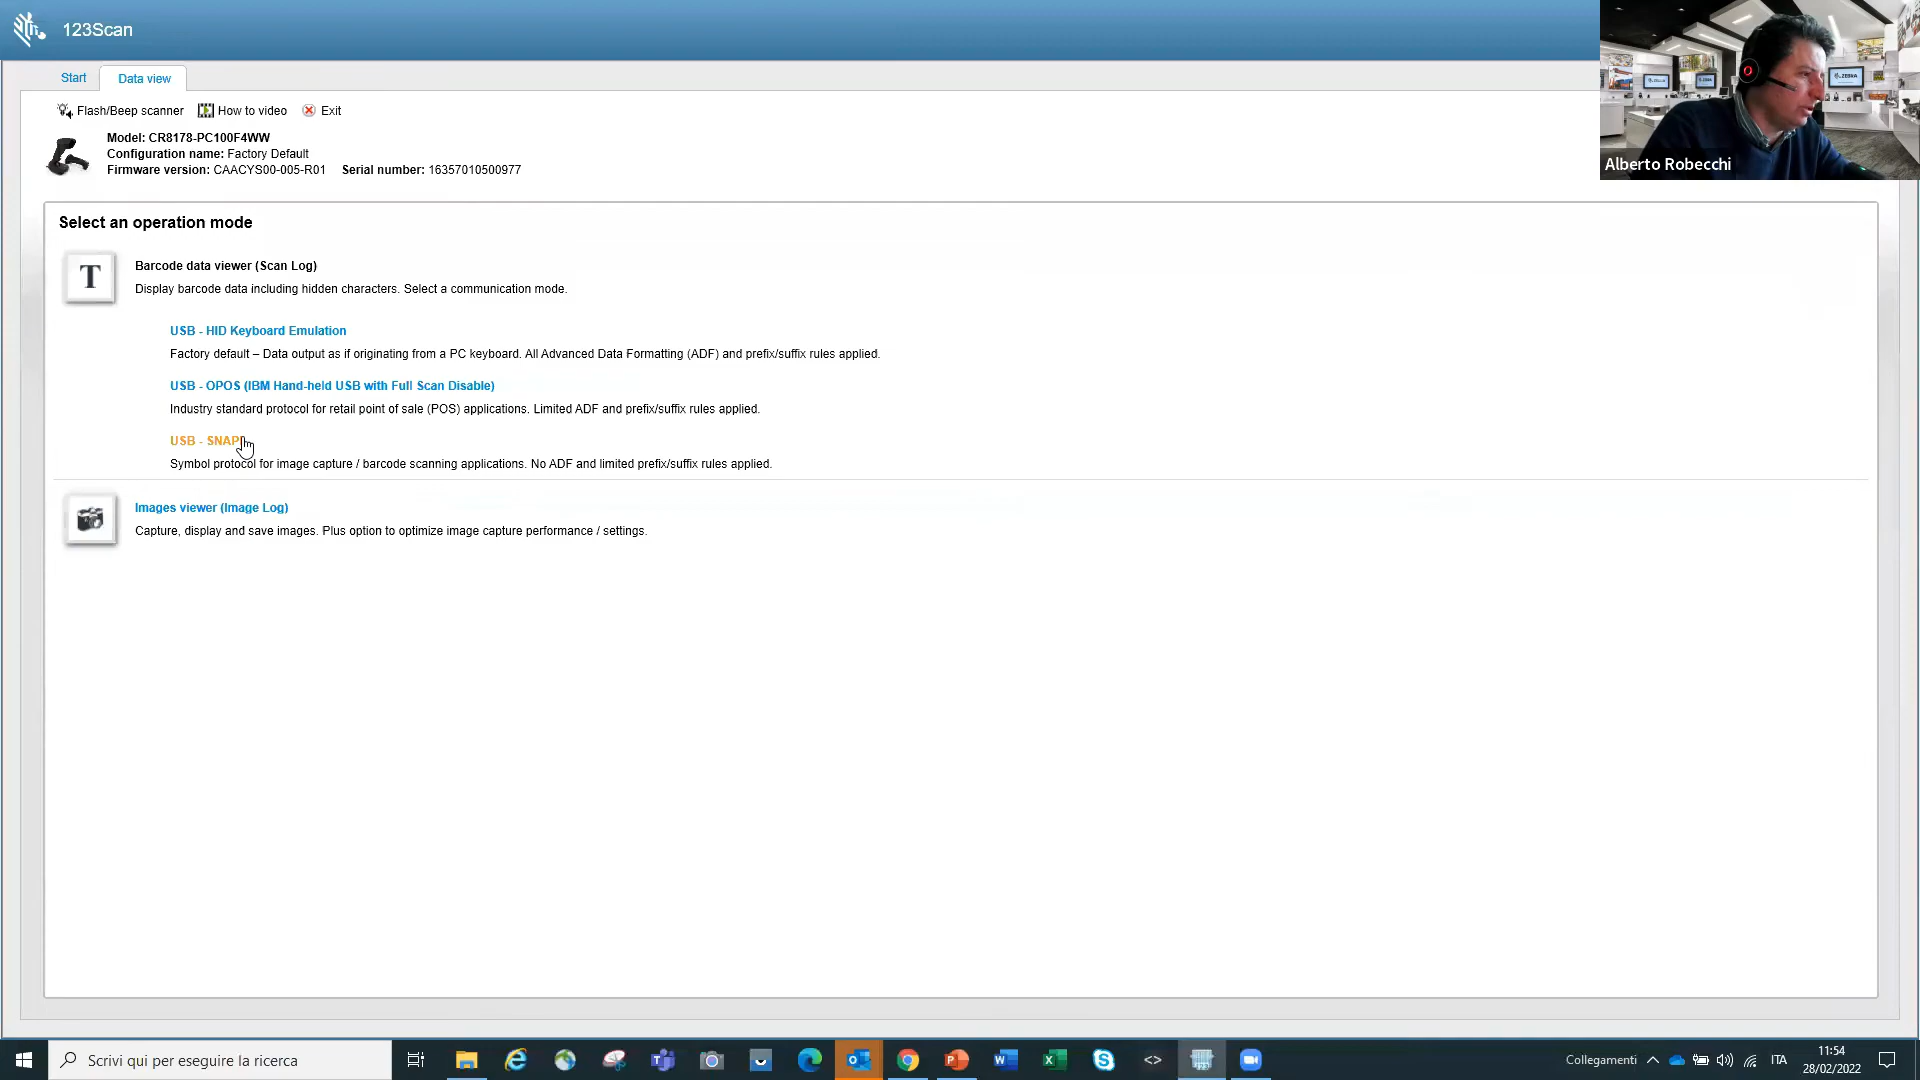 123Scan
Start
Data view
Flash/Beep scanner
How to video
Exit
Model: CR8178-PC100F4WW
Configuration name: Factory Default
Firmware version: CAACYS00-005-R01 Serial number: 16357010500977
Alberto Robecchi
Select an operation mode
T
Barcode data viewer (Scan Log)
Display barcode data including hidden characters. Select a communication mode.
USB - HID Keyboard Emulation
Factory default – Data output as if originating from a PC keyboard. All Advanced Data Formatting (ADF) and prefix/suffix rules applied.
USB - OPOS (IBM Hand-held USB with Full Scan Disable)
Industry standard protocol for retail point of sale (POS) applications. Limited ADF and prefix/suffix rules applied.
USB - SNAPI
Symbol protocol for image capture / barcode scanning applications. No ADF and limited prefix/suffix rules applied.
Images viewer (Image Log)
Capture, display and save images. Plus option to optimize image capture performance / settings.
Scrivi qui per eseguire la ricerca
Collegamenti
ITA
11:54
28/02/2022